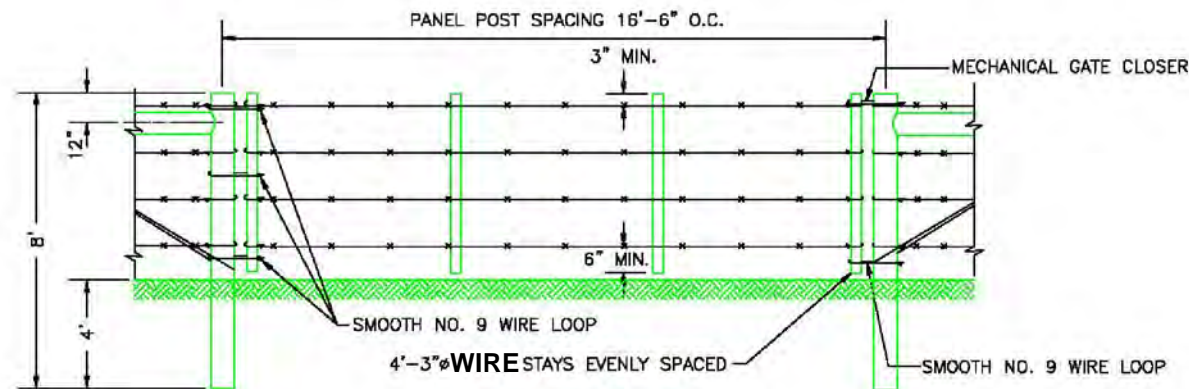 PANEL POST SPACING 16'-6" O.C.
3" MIN.
MECHANICAL GATE CLOSER
12"
8'
6" MIN.
4'
SMOOTH NO. 9 WIRE LOOP
4'-3"ø WIRE STAYS EVENLY SPACED
SMOOTH NO. 9 WIRE LOOP